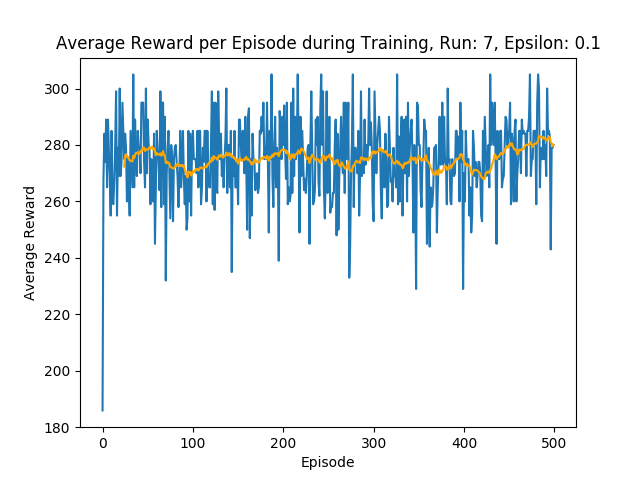 Average Reward per Episode during Training, Run: 7, Epsilon: 0.1
300
280
260
240
220
200
180
Average Reward
0 100 200 300 400 500
Episode